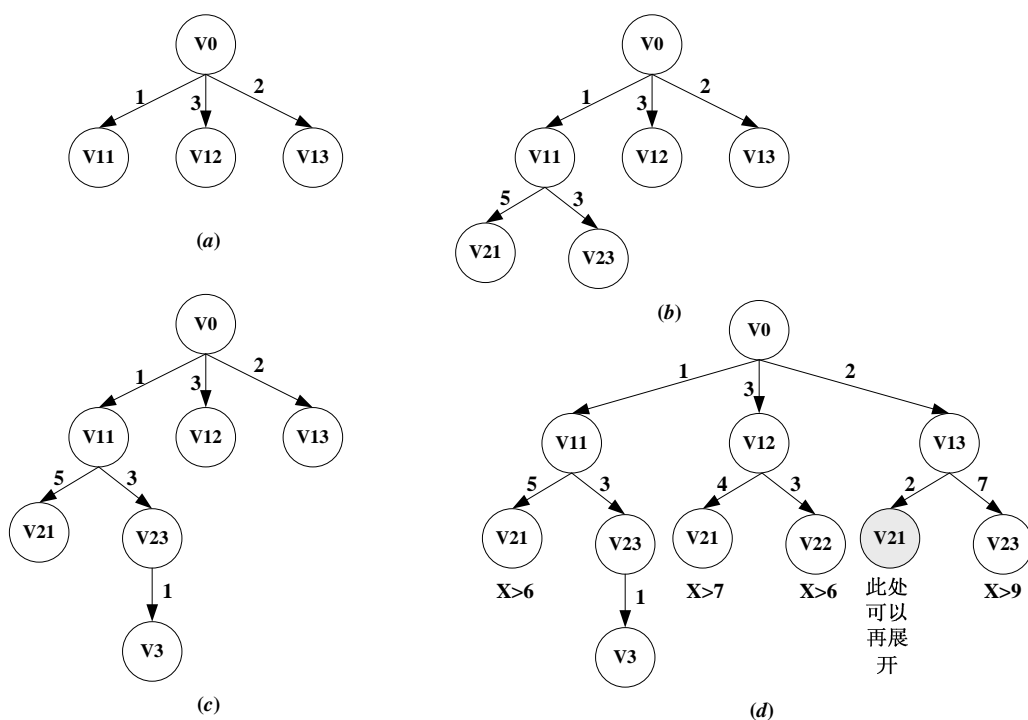 V0
1 3 2
V11 V12 V13
(a)
V0
1 3 2
V11 V12 V13
5 3
V21 V23
(b)
V0
1 3 2
V11 V12 V13
5 3
V21 V23
1
V3
(c)
V0
1 3 2
V11 V12 V13
5 3 4 3 2 7
V21 V23 V21 V22 V21 V23
X>6 X>7 X>6 X>9
1
V3
此处
可以
再展
开
(d)